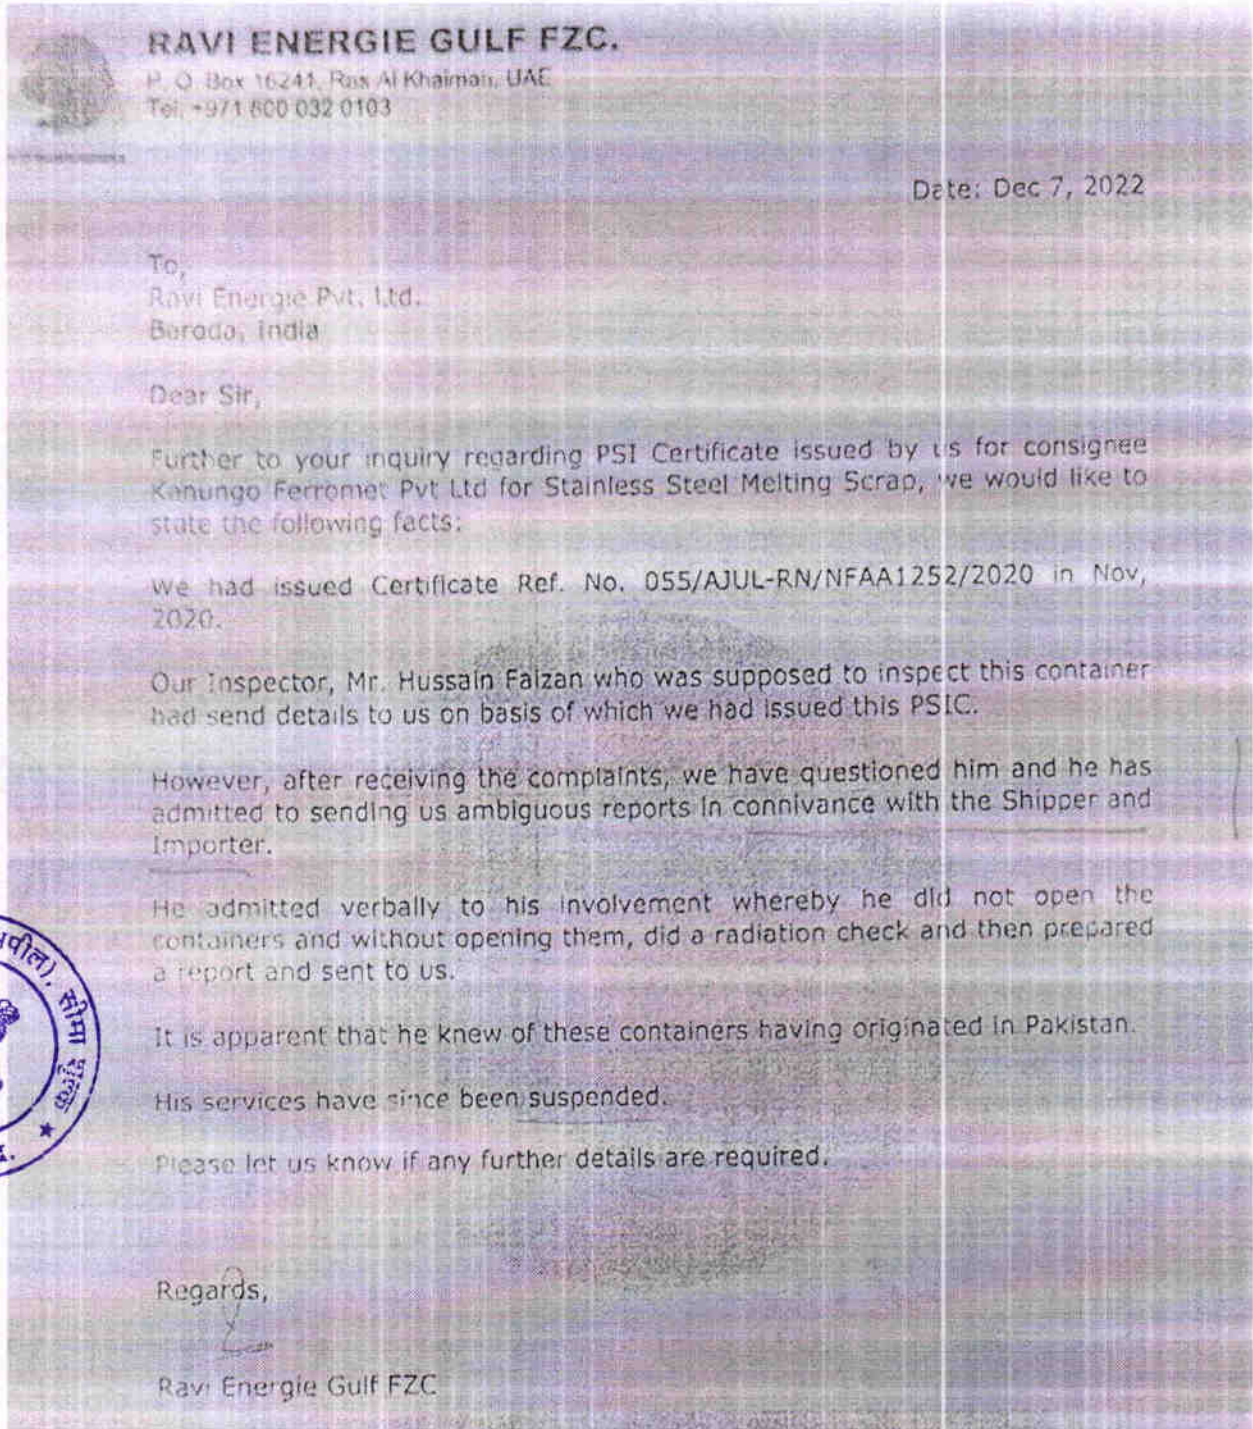 RAVI ENERGIE GULF FZC.
P. O. Box 16241, Ras Al Khaimah, UAE
Tel. +971 600 032 0103
Date: Dec 7, 2022
To,
Ravi Energie Pvt. Ltd.
Baroda, India
Dear Sir,
Further to your inquiry regarding PSI Certificate issued by us for consignee
Kanungo Ferromet Pvt Ltd for Stainless Steel Melting Scrap, we would like to
state the following facts:
We had issued Certificate Ref. No. 055/AJUL-RN/NFAA1252/2020 in Nov,
2020.
Our Inspector, Mr. Hussain Faizan who was supposed to inspect this container
had send details to us on basis of which we had issued this PSIC.
However, after receiving the complaints, we have questioned him and he has
admitted to sending us ambiguous reports in connivance with the Shipper and
Importer.
He admitted verbally to his involvement whereby he did not open the
containers and without opening them, did a radiation check and then prepared
a report and sent to us.
सीमा शुल्क
It is apparent that he knew of these containers having originated in Pakistan.
His services have since been suspended.
Please let us know if any further details are required.
Regards,
Ravi Energie Gulf FZC